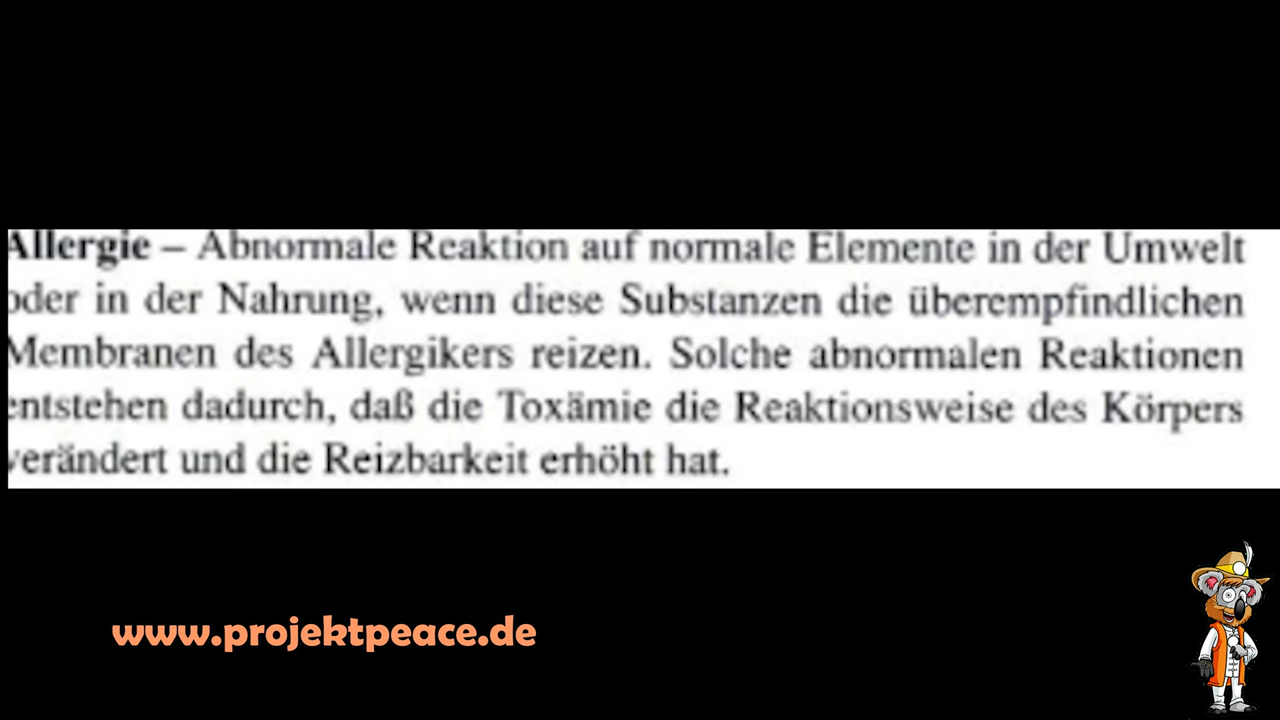 Allergie – Abnormale Reaktion auf normale Elemente in der Umwelt
oder in der Nahrung, wenn diese Substanzen die überempfindlichen
Membranen des Allergikers reizen. Solche abnormalen Reaktionen
entstehen dadurch, daß die Toxämie die Reaktionsweise des Körpers
verändert und die Reizbarkeit erhöht hat.
www.projektpeace.de